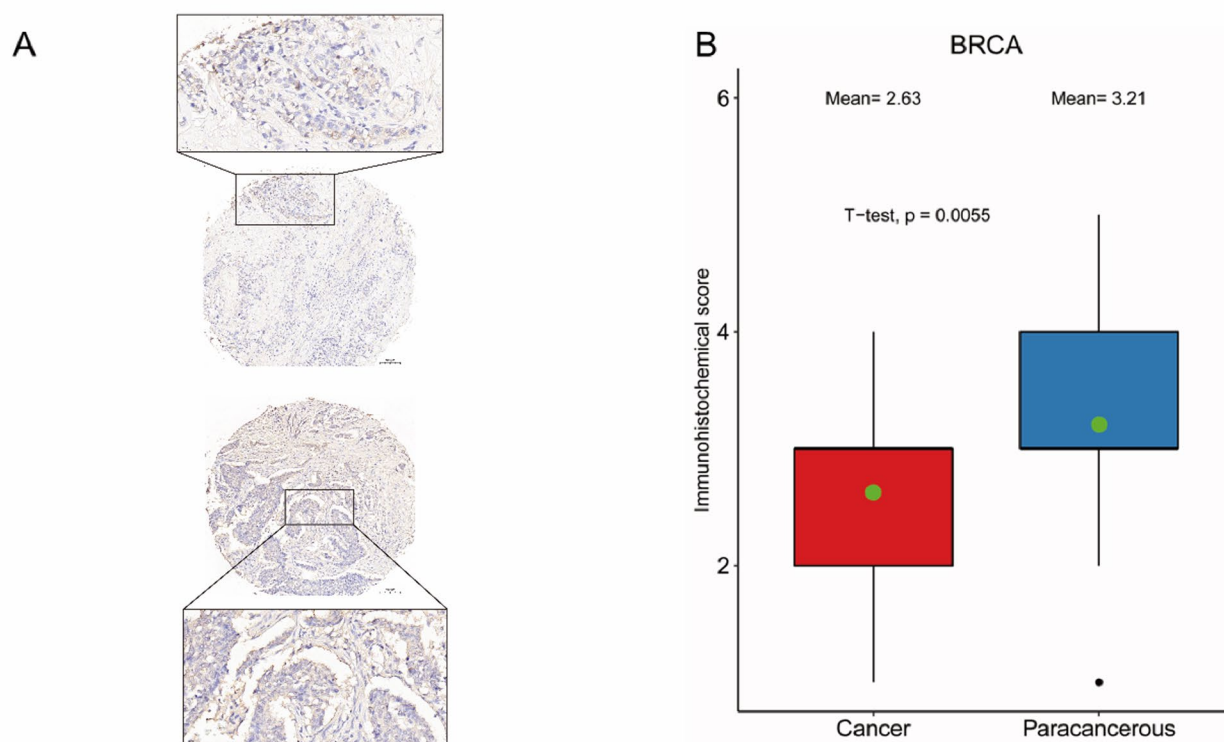 A
B
BRCA
6
Mean= 2.63
Mean= 3.21
T-test, p = 0.0055
Immunohistochemical score
4
2
Cancer
Paracancerous